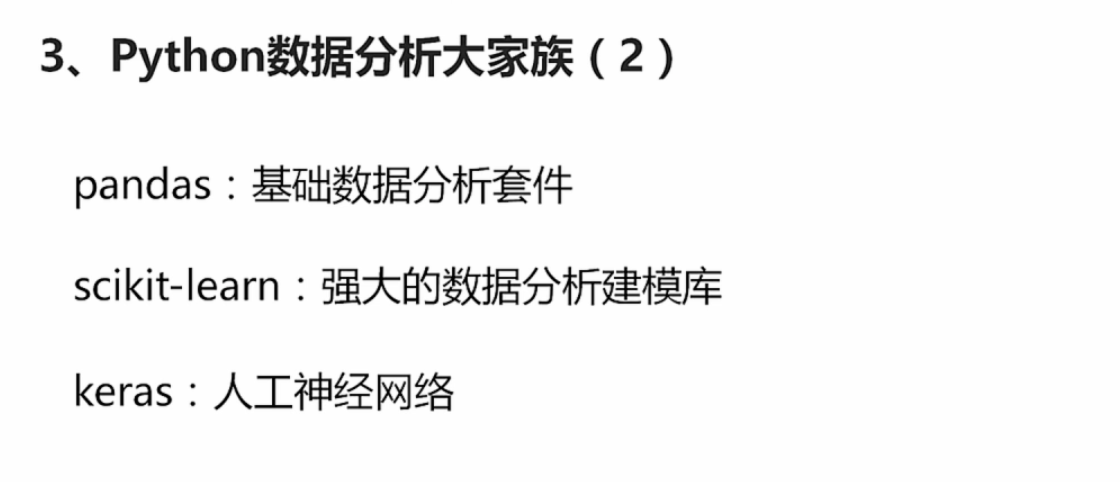 3、Python数据分析大家族（2）
pandas：基础数据分析套件
scikit-learn：强大的数据分析建模库
keras：人工神经网络